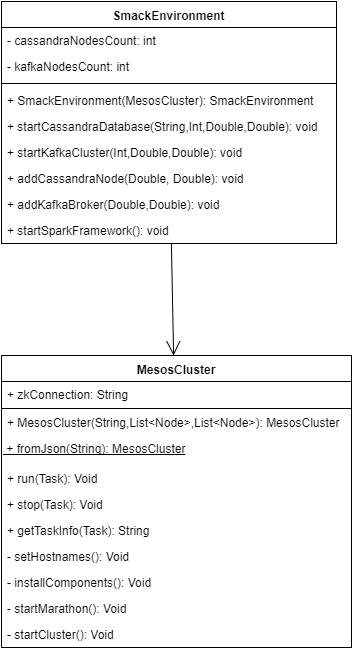 SmackEnvironment
- cassandraNodesCount: int
- kafkaNodesCount: int
+ SmackEnvironment(MesosCluster): SmackEnvironment
+ startCassandraDatabase(String,Int,Double,Double): void
+ startKafkaCluster(Int,Double,Double): void
+ addCassandraNode(Double, Double): void
+ addKafkaBroker(Double,Double): void
+ startSparkFramework(): void
MesosCluster
+ zkConnection: String
+ MesosCluster(String,List<Node>,List<Node>): MesosCluster
+ fromJson(String): MesosCluster
+ run(Task): Void
+ stop(Task): Void
+ getTaskInfo(Task): String
- setHostnames(): Void
- installComponents(): Void
- startMarathon(): Void
- startCluster(): Void